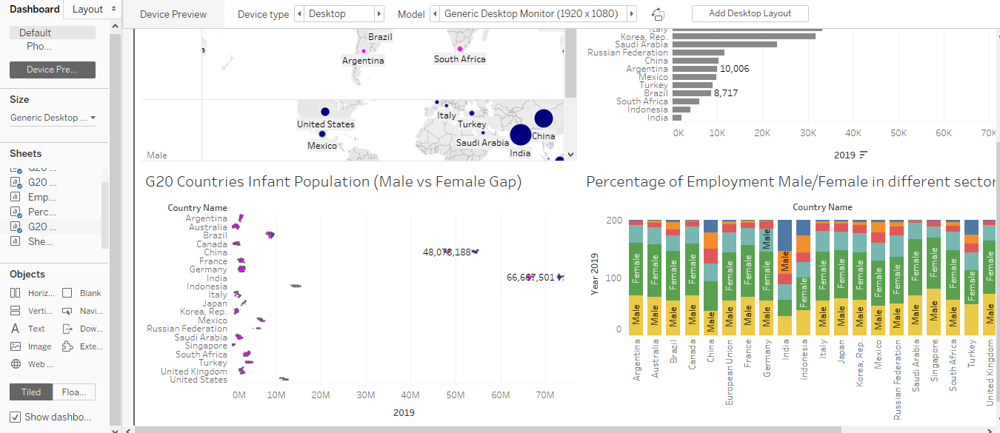 Dashboard
Layout
Device Preview
Device type
Desktop
Model
Generic Desktop Monitor (1920 x 1080)
Add Desktop Layout
Default
Pho...
Device Pre...
Size
Generic Desktop ...
Sheets
G20 ...
G20 ...
Emp...
Perc...
G20 ...
She...
Objects
Horiz...
Blank
Verti...
Navi...
Text
Dow...
Image
Exte...
Web ...
Tiled
Floa...
Show dashbo...
Brazil
Argentina
South Africa
United States
Mexico
Italy
Turkey
Saudi Arabia
China
India
Male
Italy
Korea, Rep.
Saudi Arabia
Russian Federation
China
Argentina
10,006
Mexico
Turkey
Brazil
8,717
South Africa
Indonesia
India
0K 10K 20K 30K 40K 50K 60K 70K
2019
G20 Countries Infant Population (Male vs Female Gap)
Country Name
Argentina
Australia
Brazil
Canada
China
France
Germany
India
Indonesia
Italy
Japan
Korea, Rep.
Mexico
Russian Federation
Saudi Arabia
Singapore
South Africa
Turkey
United Kingdom
United States
0M 10M 20M 30M 40M 50M 60M 70M
2019
Percentage of Employment Male/Female in different sector
Country Name
200
100
0
Year 2019
Male
Male
Female Female Female Female Female Female Female Female Female Female Female Female Female Female Female Female Female Female
Male Male Male Male Male Male Male Male Male Male Male Male Male Male Male Male Male
Argentina
Australia
Brazil
Canada
China
European Union
France
Germany
India
Indonesia
Italy
Japan
Korea, Rep.
Mexico
Russian Federation
Saudi Arabia
Singapore
South Africa
Turkey
United Kingdom